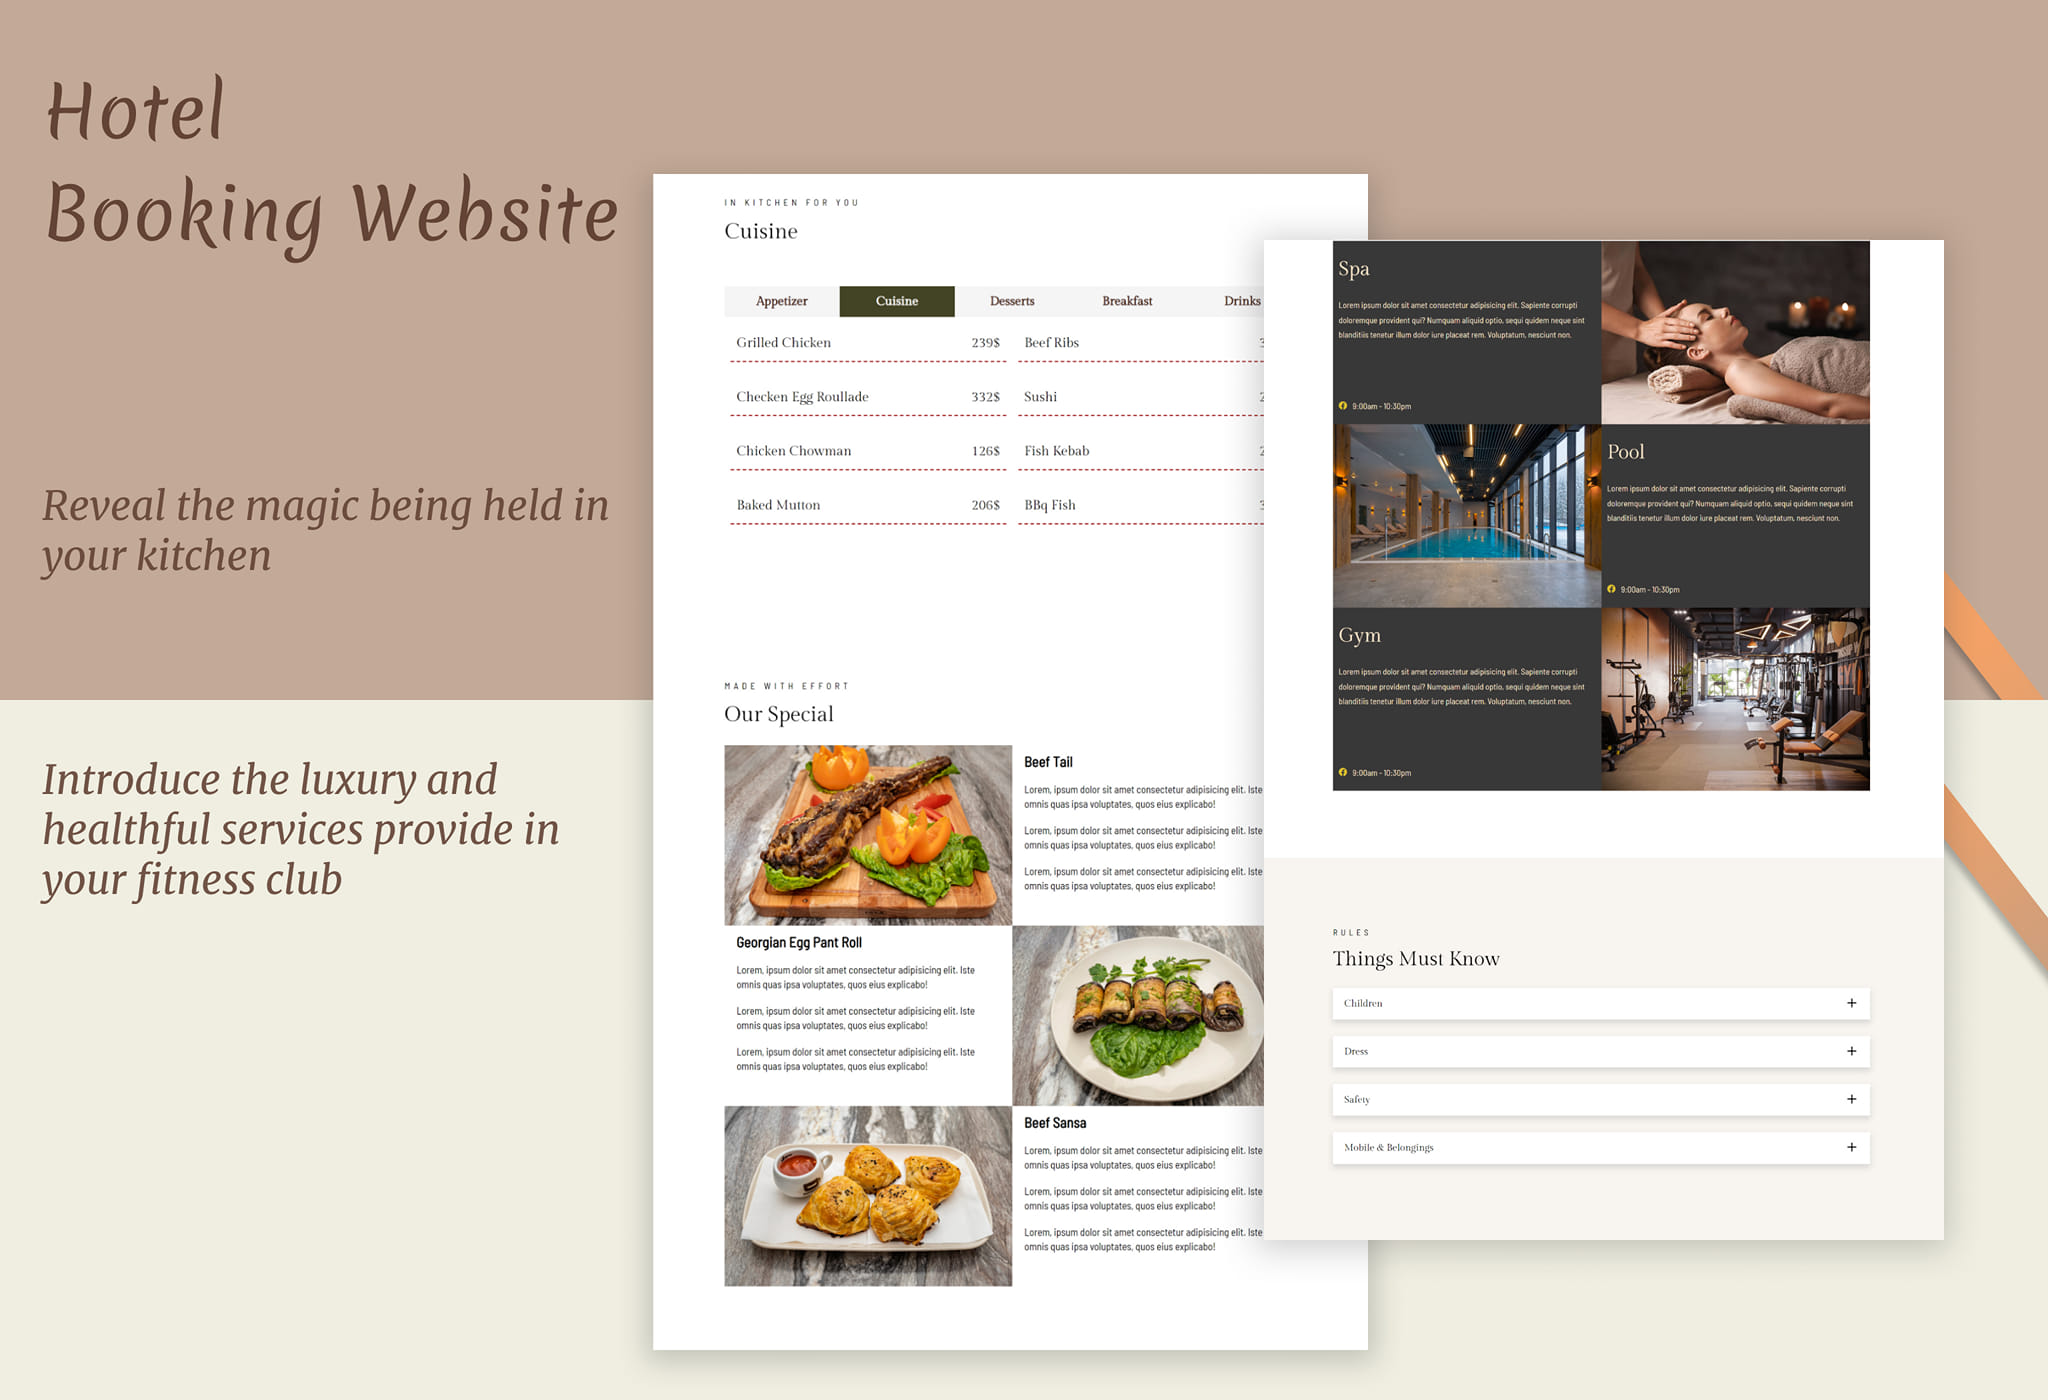 Hotel
Booking Website
Reveal the magic being held in
your kitchen
Introduce the luxury and
healthful services provide in
your fitness club
IN KITCHEN FOR YOU
Cuisine
Appetizer Cuisine Desserts Breakfast Drinks
Grilled Chicken 239$ Beef Ribs
Checken Egg Roullade 332$ Sushi
Chicken Chowman 126$ Fish Kebab
Baked Mutton 206$ BBq Fish
MADE WITH EFFORT
Our Special
Beef Tail
Lorem, ipsum dolor sit amet consectetur adipisicing elit. Iste
omnis quas ipsa voluptates, quos eius explicabo!
Lorem, ipsum dolor sit amet consectetur adipisicing elit. Iste
omnis quas ipsa voluptates, quos eius explicabo!
Lorem, ipsum dolor sit amet consectetur adipisicing elit. Iste
omnis quas ipsa voluptates, quos eius explicabo!
Georgian Egg Pant Roll
Lorem, ipsum dolor sit amet consectetur adipisicing elit. Iste
omnis quas ipsa voluptates, quos eius explicabo!
Lorem, ipsum dolor sit amet consectetur adipisicing elit. Iste
omnis quas ipsa voluptates, quos eius explicabo!
Lorem, ipsum dolor sit amet consectetur adipisicing elit. Iste
omnis quas ipsa voluptates, quos eius explicabo!
Beef Sansa
Lorem, ipsum dolor sit amet consectetur adipisicing elit. Iste
omnis quas ipsa voluptates, quos eius explicabo!
Lorem, ipsum dolor sit amet consectetur adipisicing elit. Iste
omnis quas ipsa voluptates, quos eius explicabo!
Lorem, ipsum dolor sit amet consectetur adipisicing elit. Iste
omnis quas ipsa voluptates, quos eius explicabo!
Spa
Lorem ipsum dolor sit amet consectetur adipisicing elit. Sapiente corrupti
doloremque provident qui? Numquam aliquid optio, sequi quidem neque sint
blanditiis tenetur illum dolor iure placeat rem. Voluptatum, nesciunt non.
9:00am - 10:30pm
Pool
Lorem ipsum dolor sit amet consectetur adipisicing elit. Sapiente corrupti
doloremque provident qui? Numquam aliquid optio, sequi quidem neque sint
blanditiis tenetur illum dolor iure placeat rem. Voluptatum, nesciunt non.
9:00am - 10:30pm
Gym
Lorem ipsum dolor sit amet consectetur adipisicing elit. Sapiente corrupti
doloremque provident qui? Numquam aliquid optio, sequi quidem neque sint
blanditiis tenetur illum dolor iure placeat rem. Voluptatum, nesciunt non.
9:00am - 10:30pm
RULES
Things Must Know
Children +
Dress +
Safety +
Mobile & Belongings +